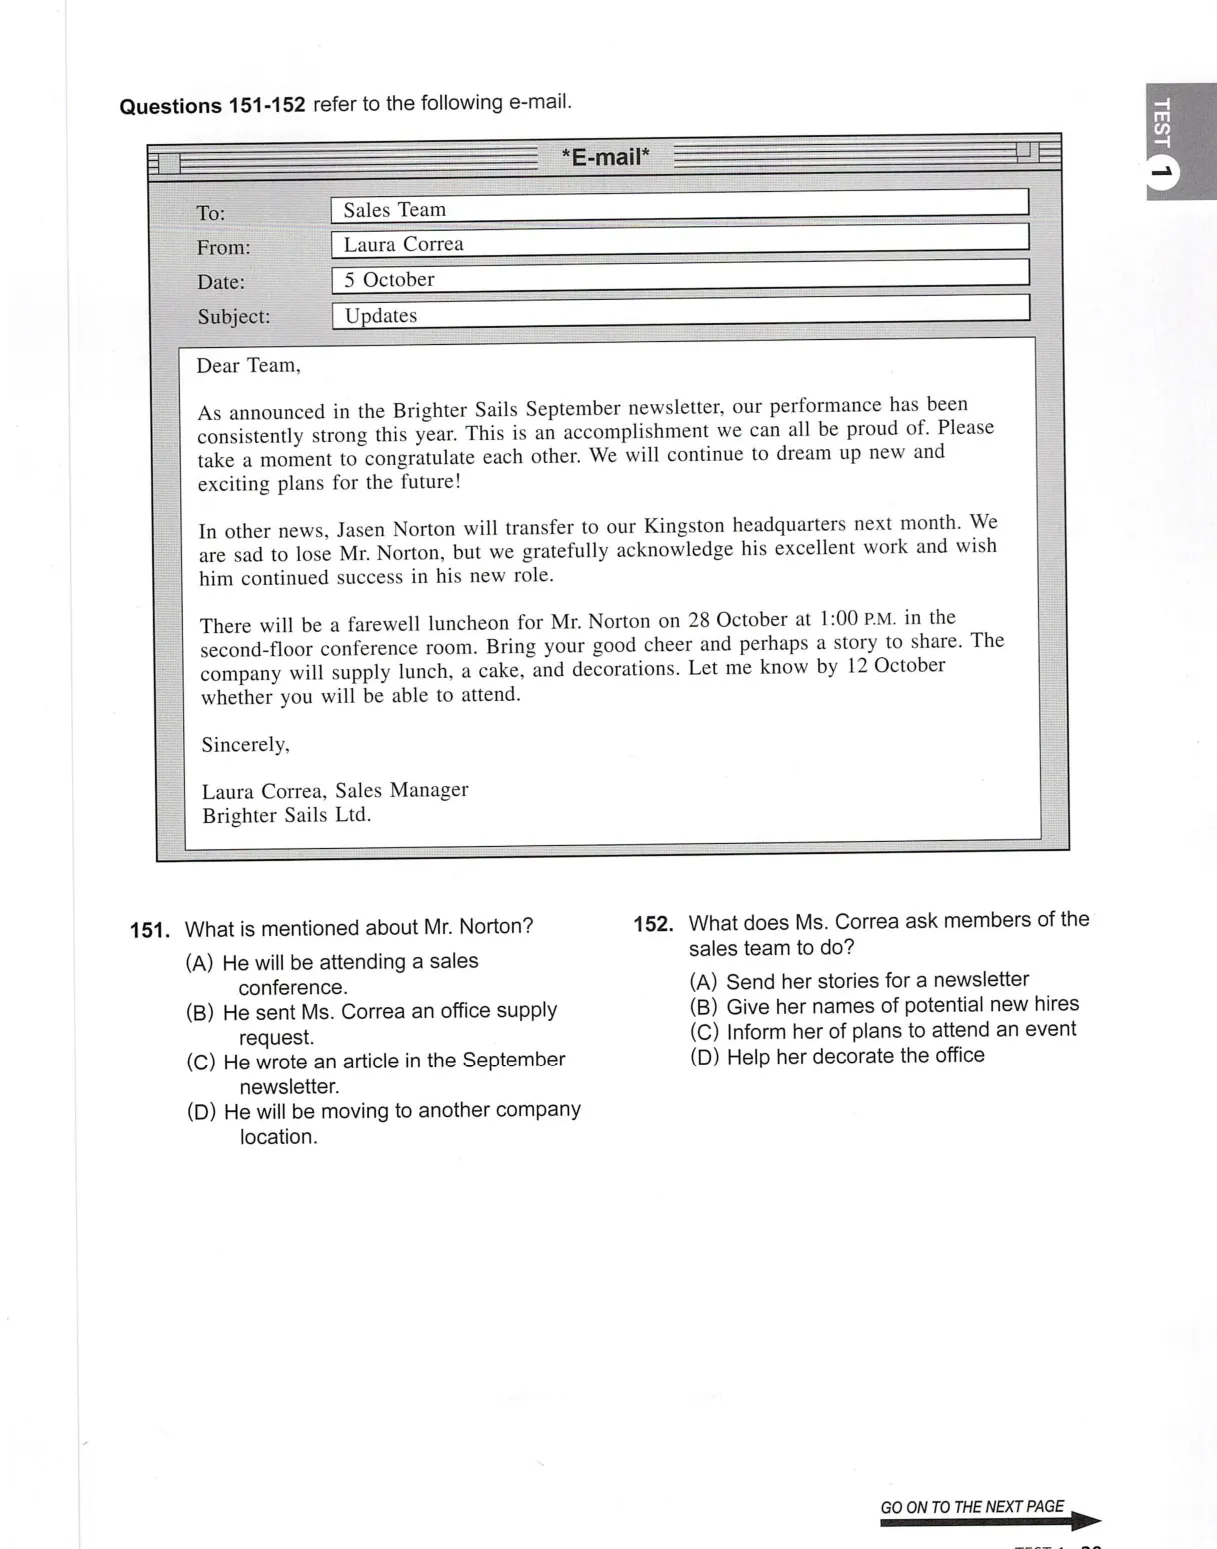 TEST 1
Questions 151-152 refer to the following e-mail.
*E-mail*
To: Sales Team
From: Laura Correa
Date: 5 October
Subject: Updates
Dear Team,
As announced in the Brighter Sails September newsletter, our performance has been
consistently strong this year. This is an accomplishment we can all be proud of. Please
take a moment to congratulate each other. We will continue to dream up new and
exciting plans for the future!
In other news, Jasen Norton will transfer to our Kingston headquarters next month. We
are sad to lose Mr. Norton, but we gratefully acknowledge his excellent work and wish
him continued success in his new role.
There will be a farewell luncheon for Mr. Norton on 28 October at 1:00 P.M. in the
second-floor conference room. Bring your good cheer and perhaps a story to share. The
company will supply lunch, a cake, and decorations. Let me know by 12 October
whether you will be able to attend.
Sincerely,
Laura Correa, Sales Manager
Brighter Sails Ltd.
151. What is mentioned about Mr. Norton?
(A) He will be attending a sales
conference.
(B) He sent Ms. Correa an office supply
request.
(C) He wrote an article in the September
newsletter.
(D) He will be moving to another company
location.
152. What does Ms. Correa ask members of the
sales team to do?
(A) Send her stories for a newsletter
(B) Give her names of potential new hires
(C) Inform her of plans to attend an event
(D) Help her decorate the office
GO ON TO THE NEXT PAGE